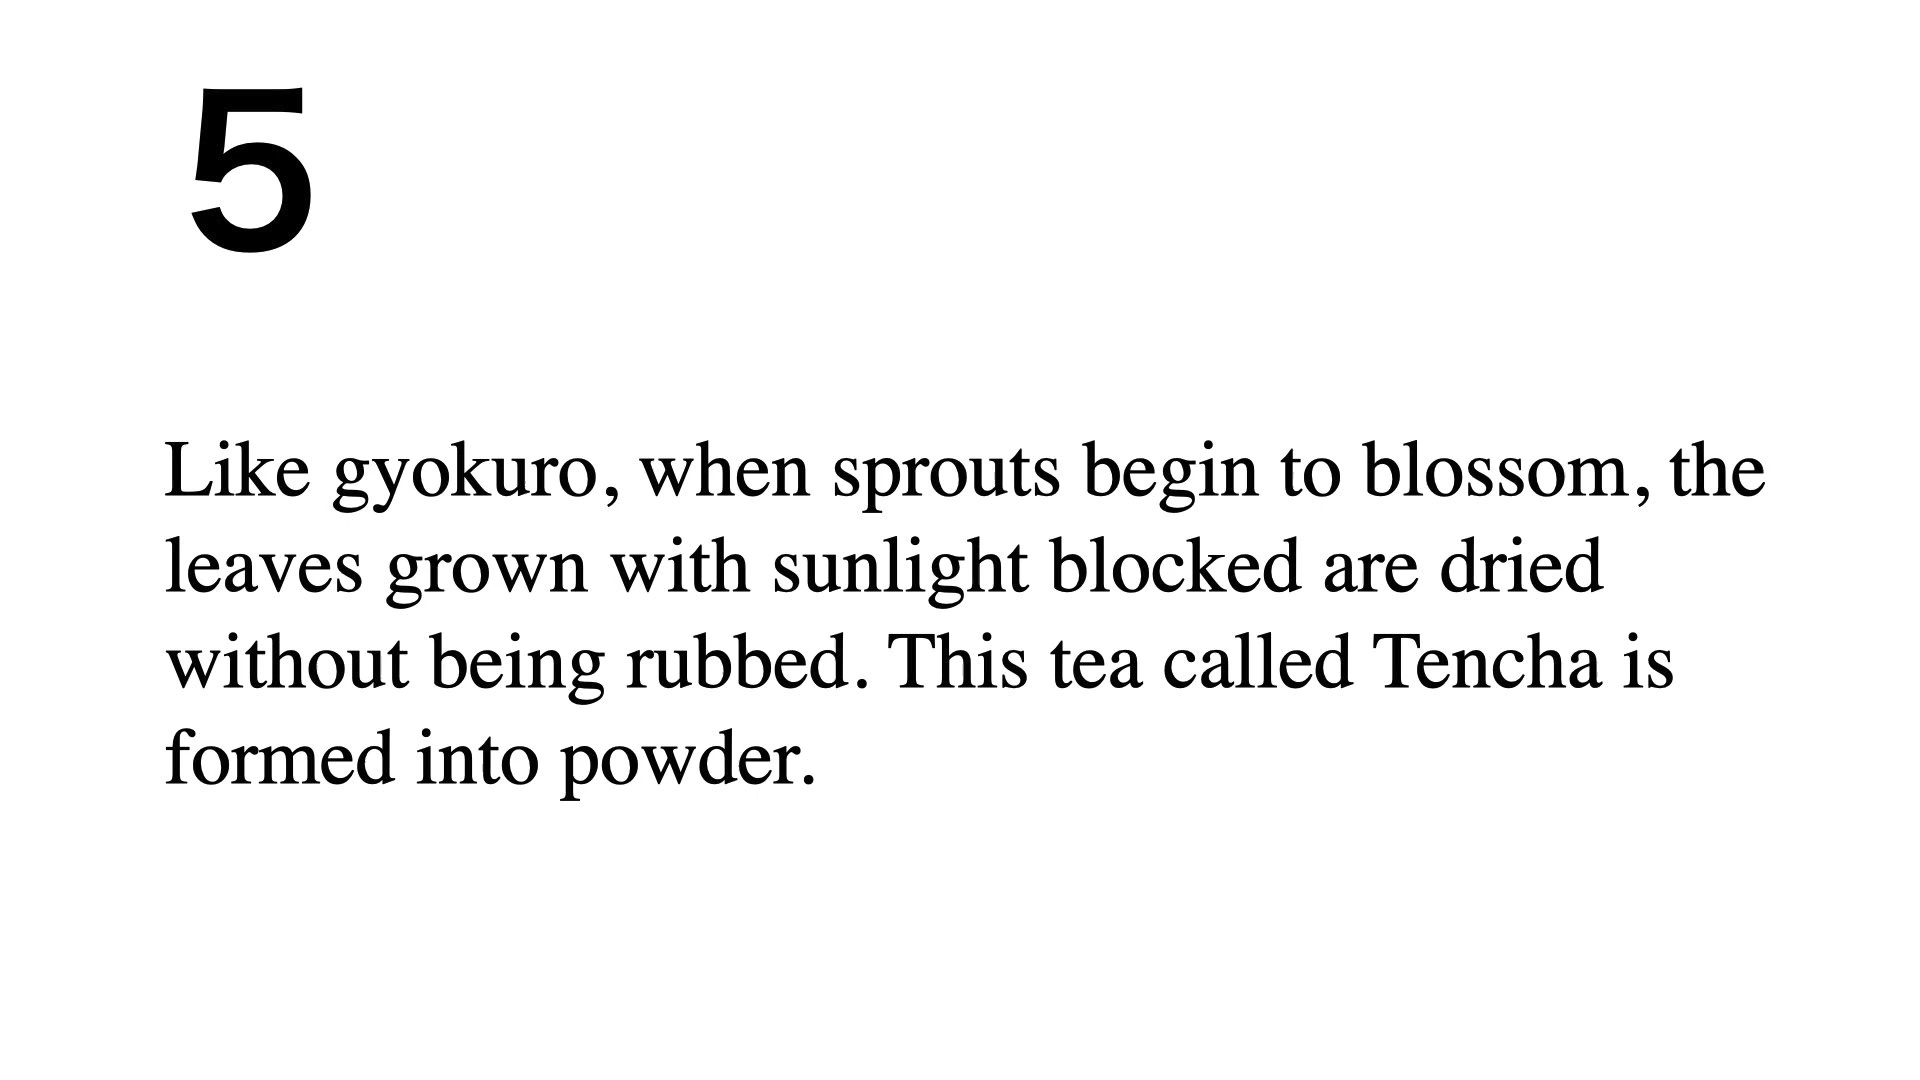 5
Like gyokuro, when sprouts begin to blossom, the
leaves grown with sunlight blocked are dried
without being rubbed. This tea called Tencha is
formed into powder.